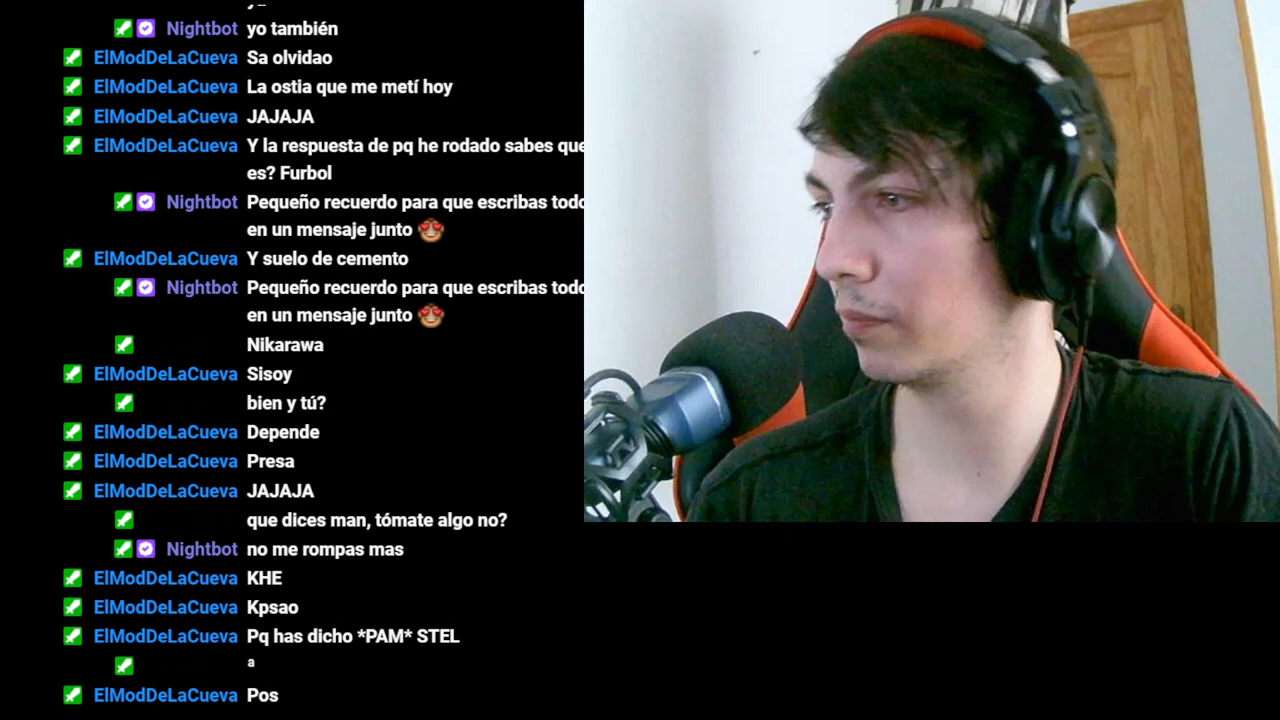 Nightbot yo también
ElModDeLaCueva Sa olvidao
ElModDeLaCueva La ostia que me metí hoy
ElModDeLaCueva JAJAJA
ElModDeLaCueva Y la respuesta de pq he rodado sabes que
es? Furbol
Nightbot Pequeño recuerdo para que escribas todo
en un mensaje junto
ElModDeLaCueva Y suelo de cemento
Nightbot Pequeño recuerdo para que escribas todo
en un mensaje junto
Nikarawa
ElModDeLaCueva Sisoy
bien y tú?
ElModDeLaCueva Depende
ElModDeLaCueva Presa
ElModDeLaCueva JAJAJA
que dices man, tómate algo no?
Nightbot no me rompas mas
ElModDeLaCueva KHE
ElModDeLaCueva Kpsao
ElModDeLaCueva Pq has dicho *PAM* STEL
a
ElModDeLaCueva Pos